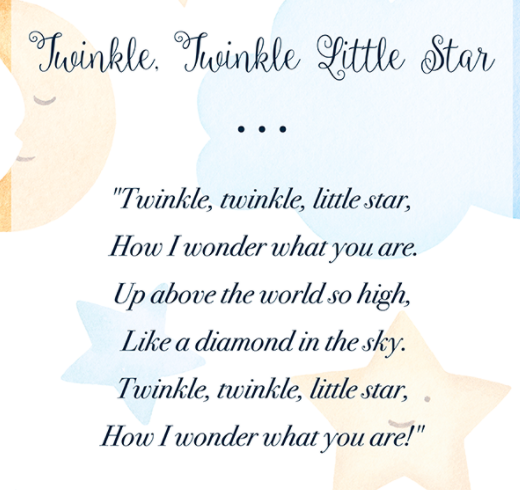 Twinkle, Twinkle Little Star
...
"Twinkle, twinkle, little star,
How I wonder what you are.
Up above the world so high,
Like a diamond in the sky.
Twinkle, twinkle, little star,
How I wonder what you are!"